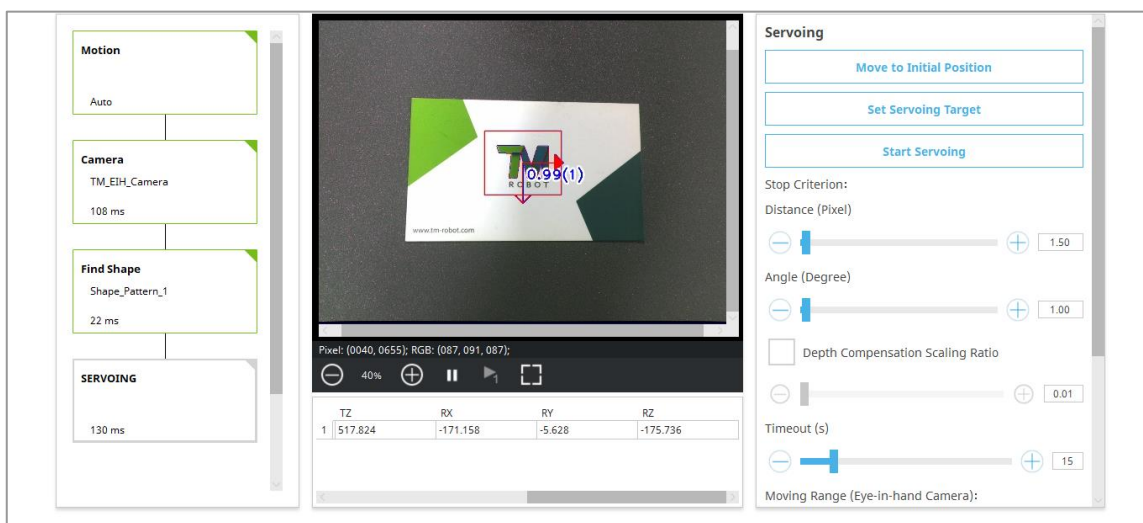 Motion
Auto
Camera
TM_EIH_Camera
108 ms
Find Shape
Shape_Pattern_1
22 ms
SERVOING
130 ms
TM
0.99(1)
ROBOT
www.tm-robot.com
Pixel: (0040, 0655); RGB: (087, 091, 087);
40%
1
TZ RX RY RZ
1 517.824 -171.158 -5.628 -175.736
Servoing
Move to Initial Position
Set Servoing Target
Start Servoing
Stop Criterion:
Distance (Pixel)
1.50
Angle (Degree)
1.00
Depth Compensation Scaling Ratio
0.01
Timeout (s)
15
Moving Range (Eye-in-hand Camera):